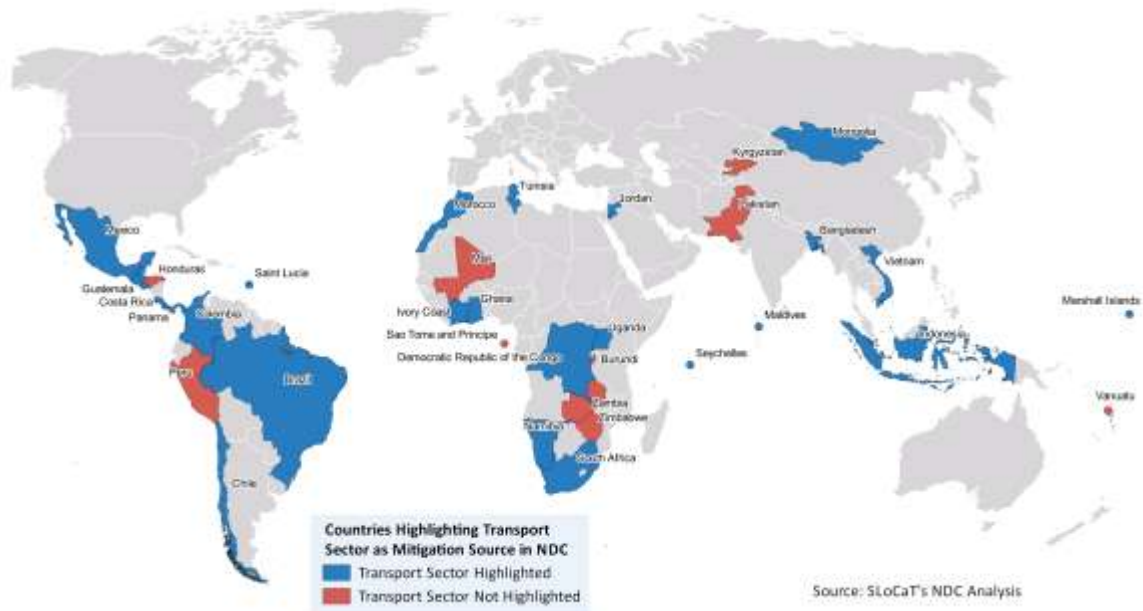 Mongolia
Kyrgyzstan
Tunisia
Morocco
Jordan
Pakistan
Mexico
Bangladesh
Honduras
Saint Lucie
Mali
Vietnam
Guatemala
Ghana
Costa Rica
Ivory Coast
Marshall Islands
Panama
Kolembia
Maldives
Uganda
Indonesia
Sao Tome and Principe
Democratic Republic of the Congo
Burundi
Seychelles
Peru
Brazil
Vanuatu
Zambia
Zimbabwe
Namibia
South Africa
Chile
Countries Highlighting Transport
Sector as Mitigation Source in NDC
Transport Sector Highlighted
Transport Sector Not Highlighted
Source: SLoCaT's NDC Analysis